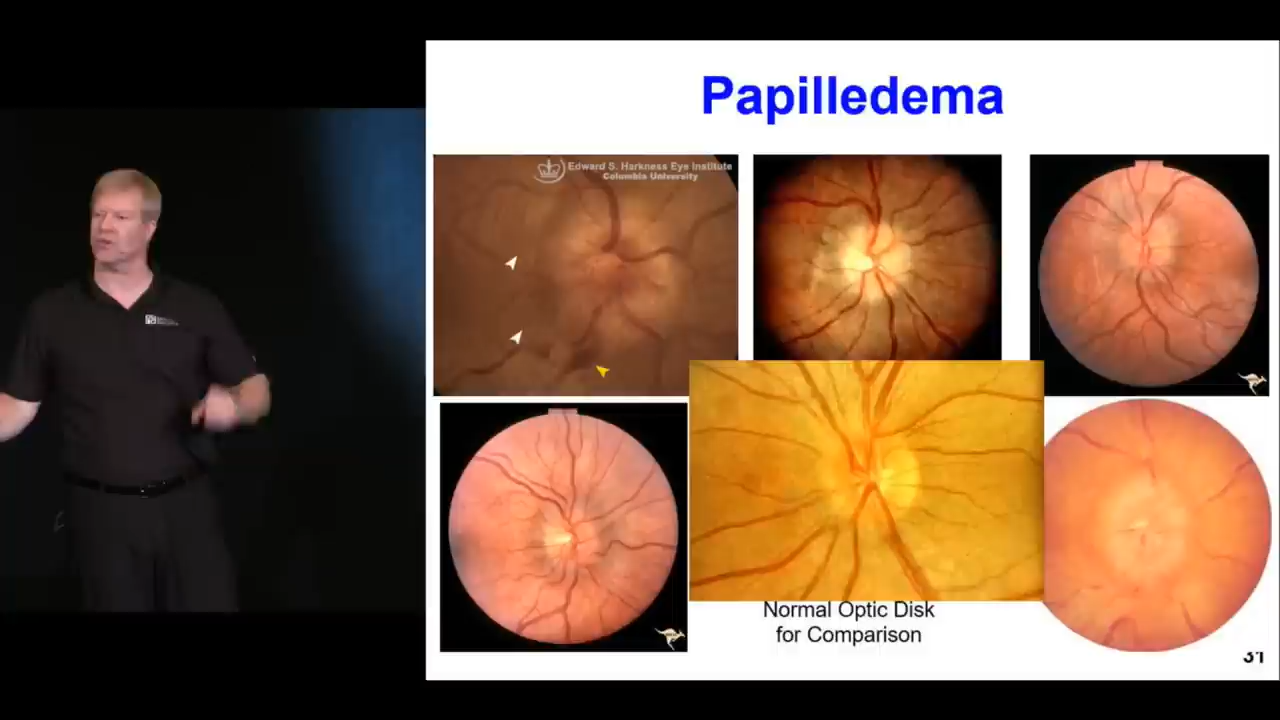 Papilledema
Edward S. Harkness Eye Institute
Columbia University
Normal Optic Disk
for Comparison
31